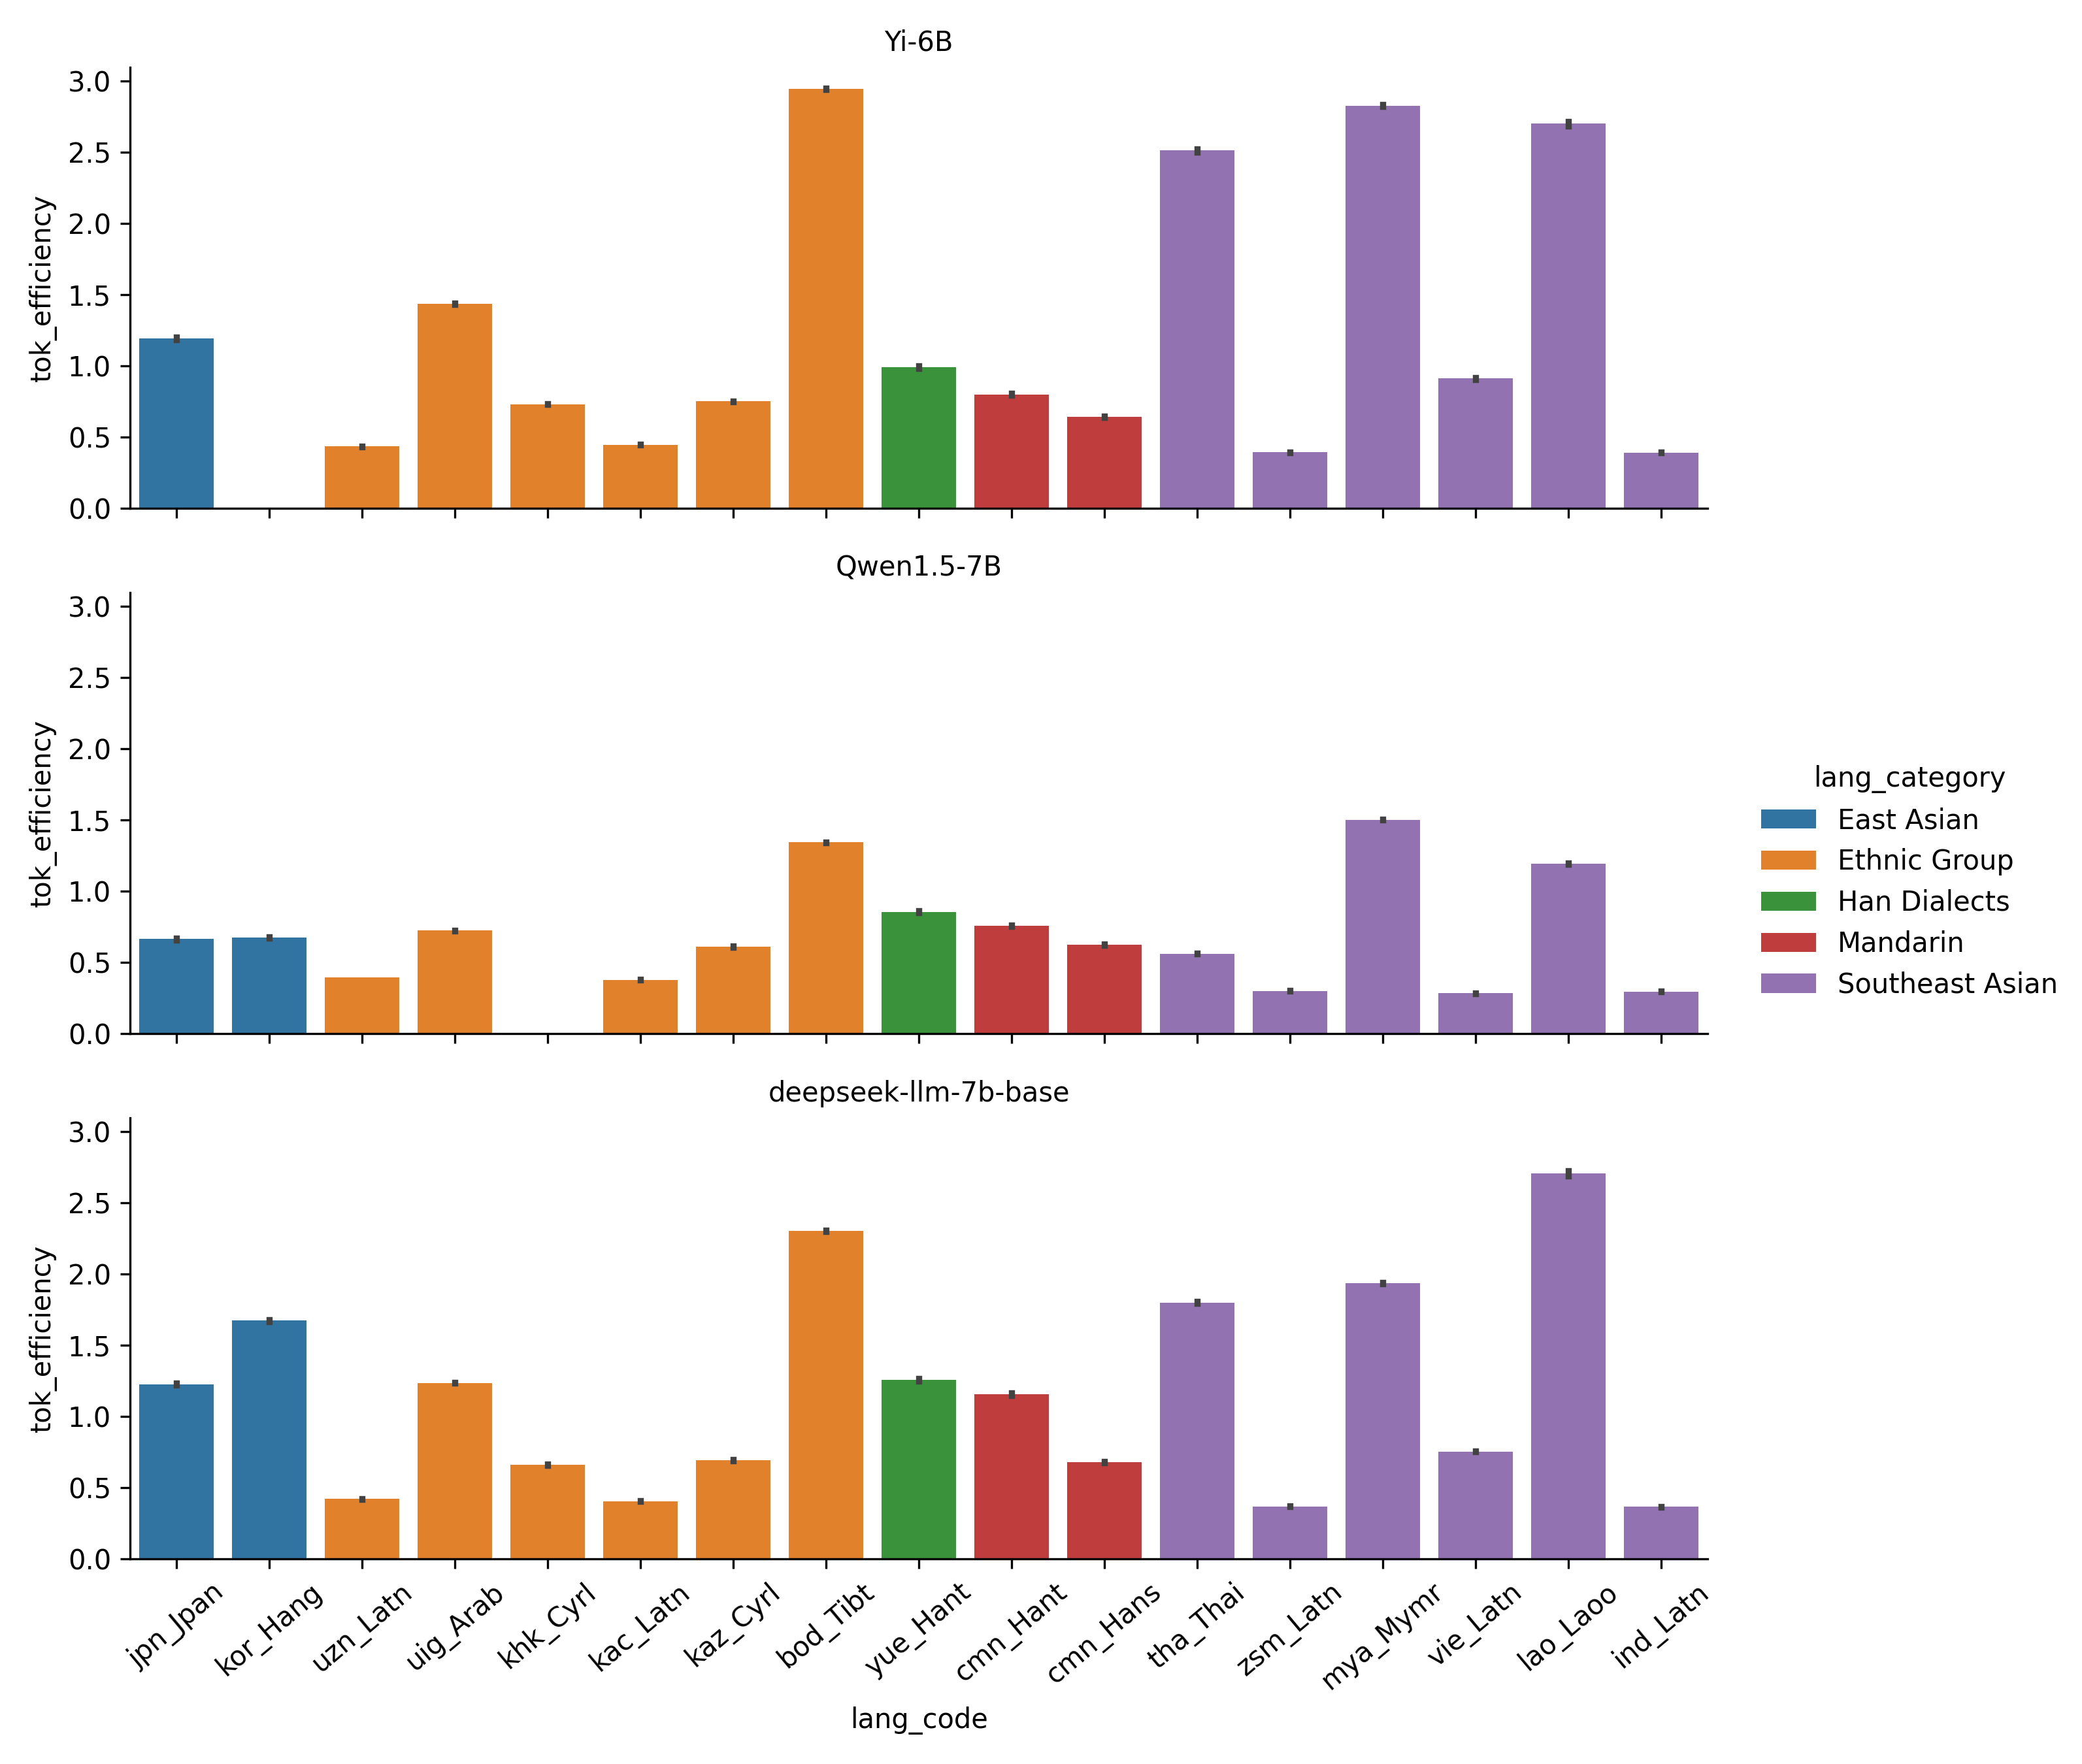 Yi-6B
3.0
2.5
2.0
1.5
1.0
0.5
0.0
tok_efficiency
Qwen1.5-7B
3.0
2.5
2.0
1.5
1.0
0.5
0.0
tok_efficiency
lang_category
East Asian
Ethnic Group
Han Dialects
Mandarin
Southeast Asian
deepseek-llm-7b-base
3.0
2.5
2.0
1.5
1.0
0.5
0.0
tok_efficiency
jpn_Jpan
kor_Hang
uzn_Latn
uig_Arab
khk_Cyrl
kac_Latn
kaz_Cyrl
bod_Tibt
yue_Hant
cmn_Hant
cmn_Hans
tha_Thai
zsm_Latn
mya_Mymr
vie_Latn
lao_Laoo
ind_Latn
lang_code